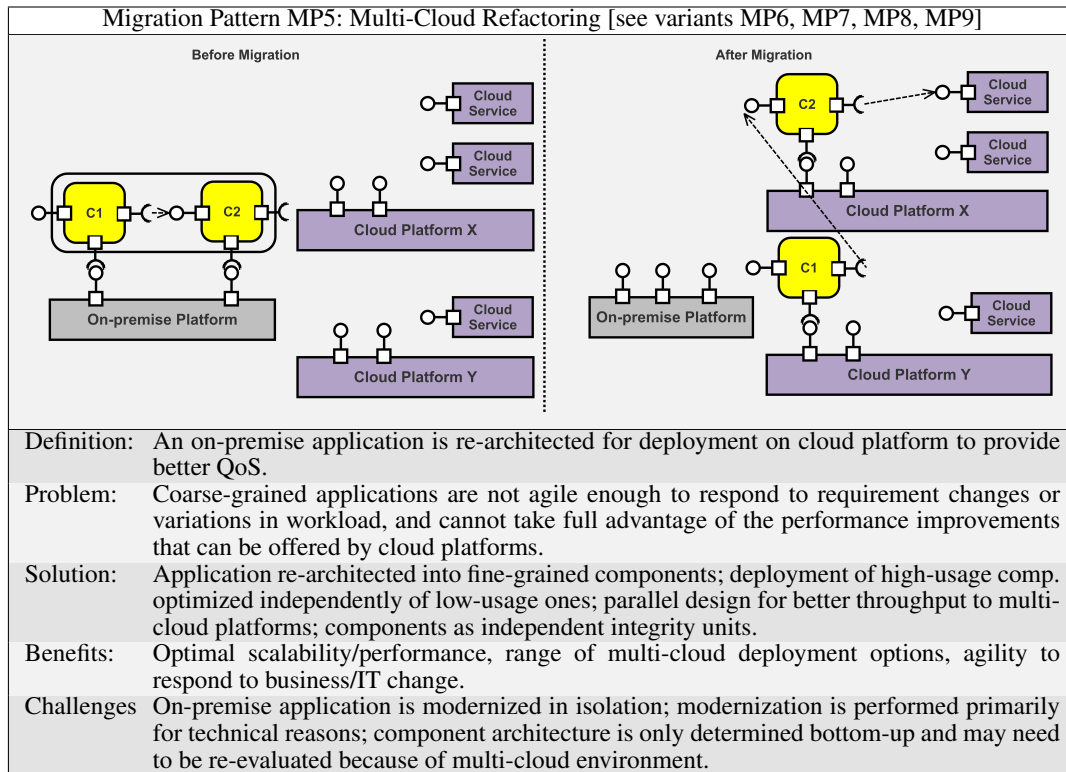 Migration Pattern MP5: Multi-Cloud Refactoring [see variants MP6, MP7, MP8, MP9]
Before Migration
Cloud
Service
Cloud
Service
C1
C2
Cloud Platform X
On-premise Platform
Cloud
Service
Cloud Platform Y
After Migration
C2
Cloud
Service
Cloud
Service
Cloud Platform X
C1
On-premise Platform
Cloud
Service
Cloud Platform Y
Definition: An on-premise application is re-architected for deployment on cloud platform to provide
better QoS.
Problem: Coarse-grained applications are not agile enough to respond to requirement changes or
variations in workload, and cannot take full advantage of the performance improvements
that can be offered by cloud platforms.
Solution: Application re-architected into fine-grained components; deployment of high-usage comp.
optimized independently of low-usage ones; parallel design for better throughput to multi-
cloud platforms; components as independent integrity units.
Benefits: Optimal scalability/performance, range of multi-cloud deployment options, agility to
respond to business/IT change.
Challenges On-premise application is modernized in isolation; modernization is performed primarily
for technical reasons; component architecture is only determined bottom-up and may need
to be re-evaluated because of multi-cloud environment.